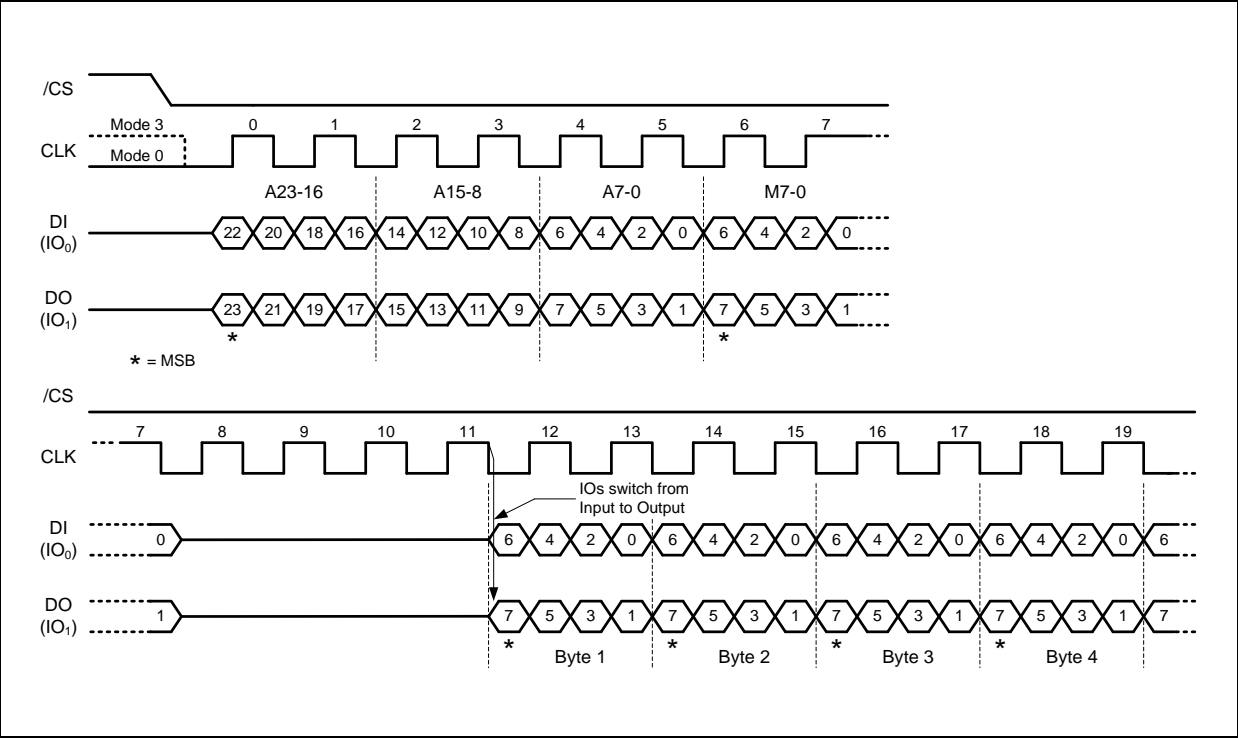 /CS
Mode 3 0 1 2 3 4 5 6 7
CLK
Mode 0
A23-16 A15-8 A7-0 M7-0
DI
(IO0)
22 20 18 16 14 12 10 8 6 4 2 0 6 4 2 0
DO
(IO1)
23 21 19 17 15 13 11 9 7 5 3 1 7 5 3 1
* *
* = MSB
/CS
7 8 9 10 11 12 13 14 15 16 17 18 19
CLK
IOs switch from
Input to Output
DI
(IO0)
0 6 4 2 0 6 4 2 0 6 4 2 0 6 4 2 0 6
DO
(IO1)
1 7 5 3 1 7 5 3 1 7 5 3 1 7 5 3 1 7
* * * *
Byte 1 Byte 2 Byte 3 Byte 4